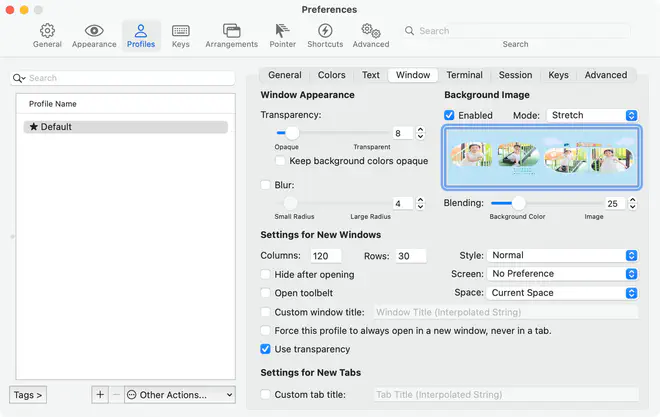 Preferences
General Appearance Profiles Keys Arrangements Pointer Shortcuts Advanced
Search
Search
Search
Profile Name
★ Default
Tags >
+ − Other Actions...
General Colors Text Window Terminal Session Keys Advanced
Window Appearance
Transparency:
8
Opaque Transparent
Keep background colors opaque
Blur:
4
Small Radius Large Radius
Background Image
Enabled Mode: Stretch
Blending: 25
Background Color Image
Settings for New Windows
Columns: 120 Rows: 30 Style: Normal
Hide after opening Screen: No Preference
Open toolbelt Space: Current Space
Custom window title: Window Title (Interpolated String)
Force this profile to always open in a new window, never in a tab.
Use transparency
Settings for New Tabs
Custom tab title: Tab Title (Interpolated String)